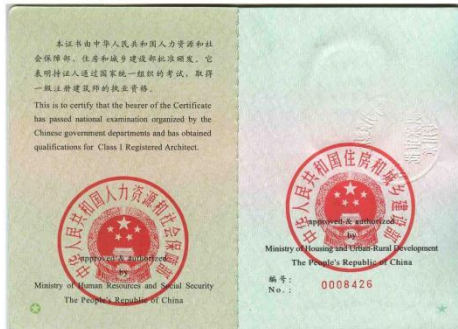 本证书由中华人民共和国人力资源和社
会保障部、住房和城乡建设部批准颁发。它
表明持证人通过国家统一组织的考试，取得
一级注册建筑师的执业资格。
This is to certify that the bearer of the Certificate
has passed national examination organized by the
Chinese government departments and has obtained
qualifications for Class I Registered Architect.
中华人民共和国人力资源和社会保障部
approved & authorized
by
Ministry of Human Resources and Social Security
The People's Republic of China
中华人民共和国住房和城乡建设部
approved & authorized
by
Ministry of Housing and Urban-Rural Development
The People's Republic of China
编号:
No.: 0008426